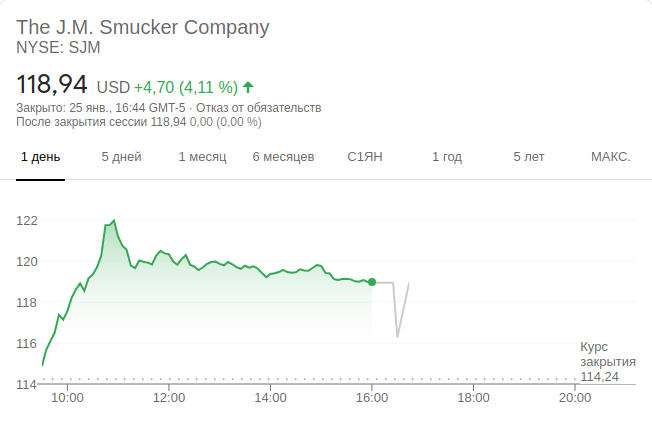 The J.M. Smucker Company
NYSE: SJM
118,94 USD +4,70 (4,11 %)
Закрыто: 25 янв., 16:44 GMT-5 · Отказ от обязательств
После закрытия сессии 118,94 0,00 (0,00 %)
1 день 5 дней 1 месяц 6 месяцев С1ЯН 1 год 5 лет МАКС.
122
120
118
116
Курс
закрытия
114,24
114
10:00 12:00 14:00 16:00 18:00 20:00